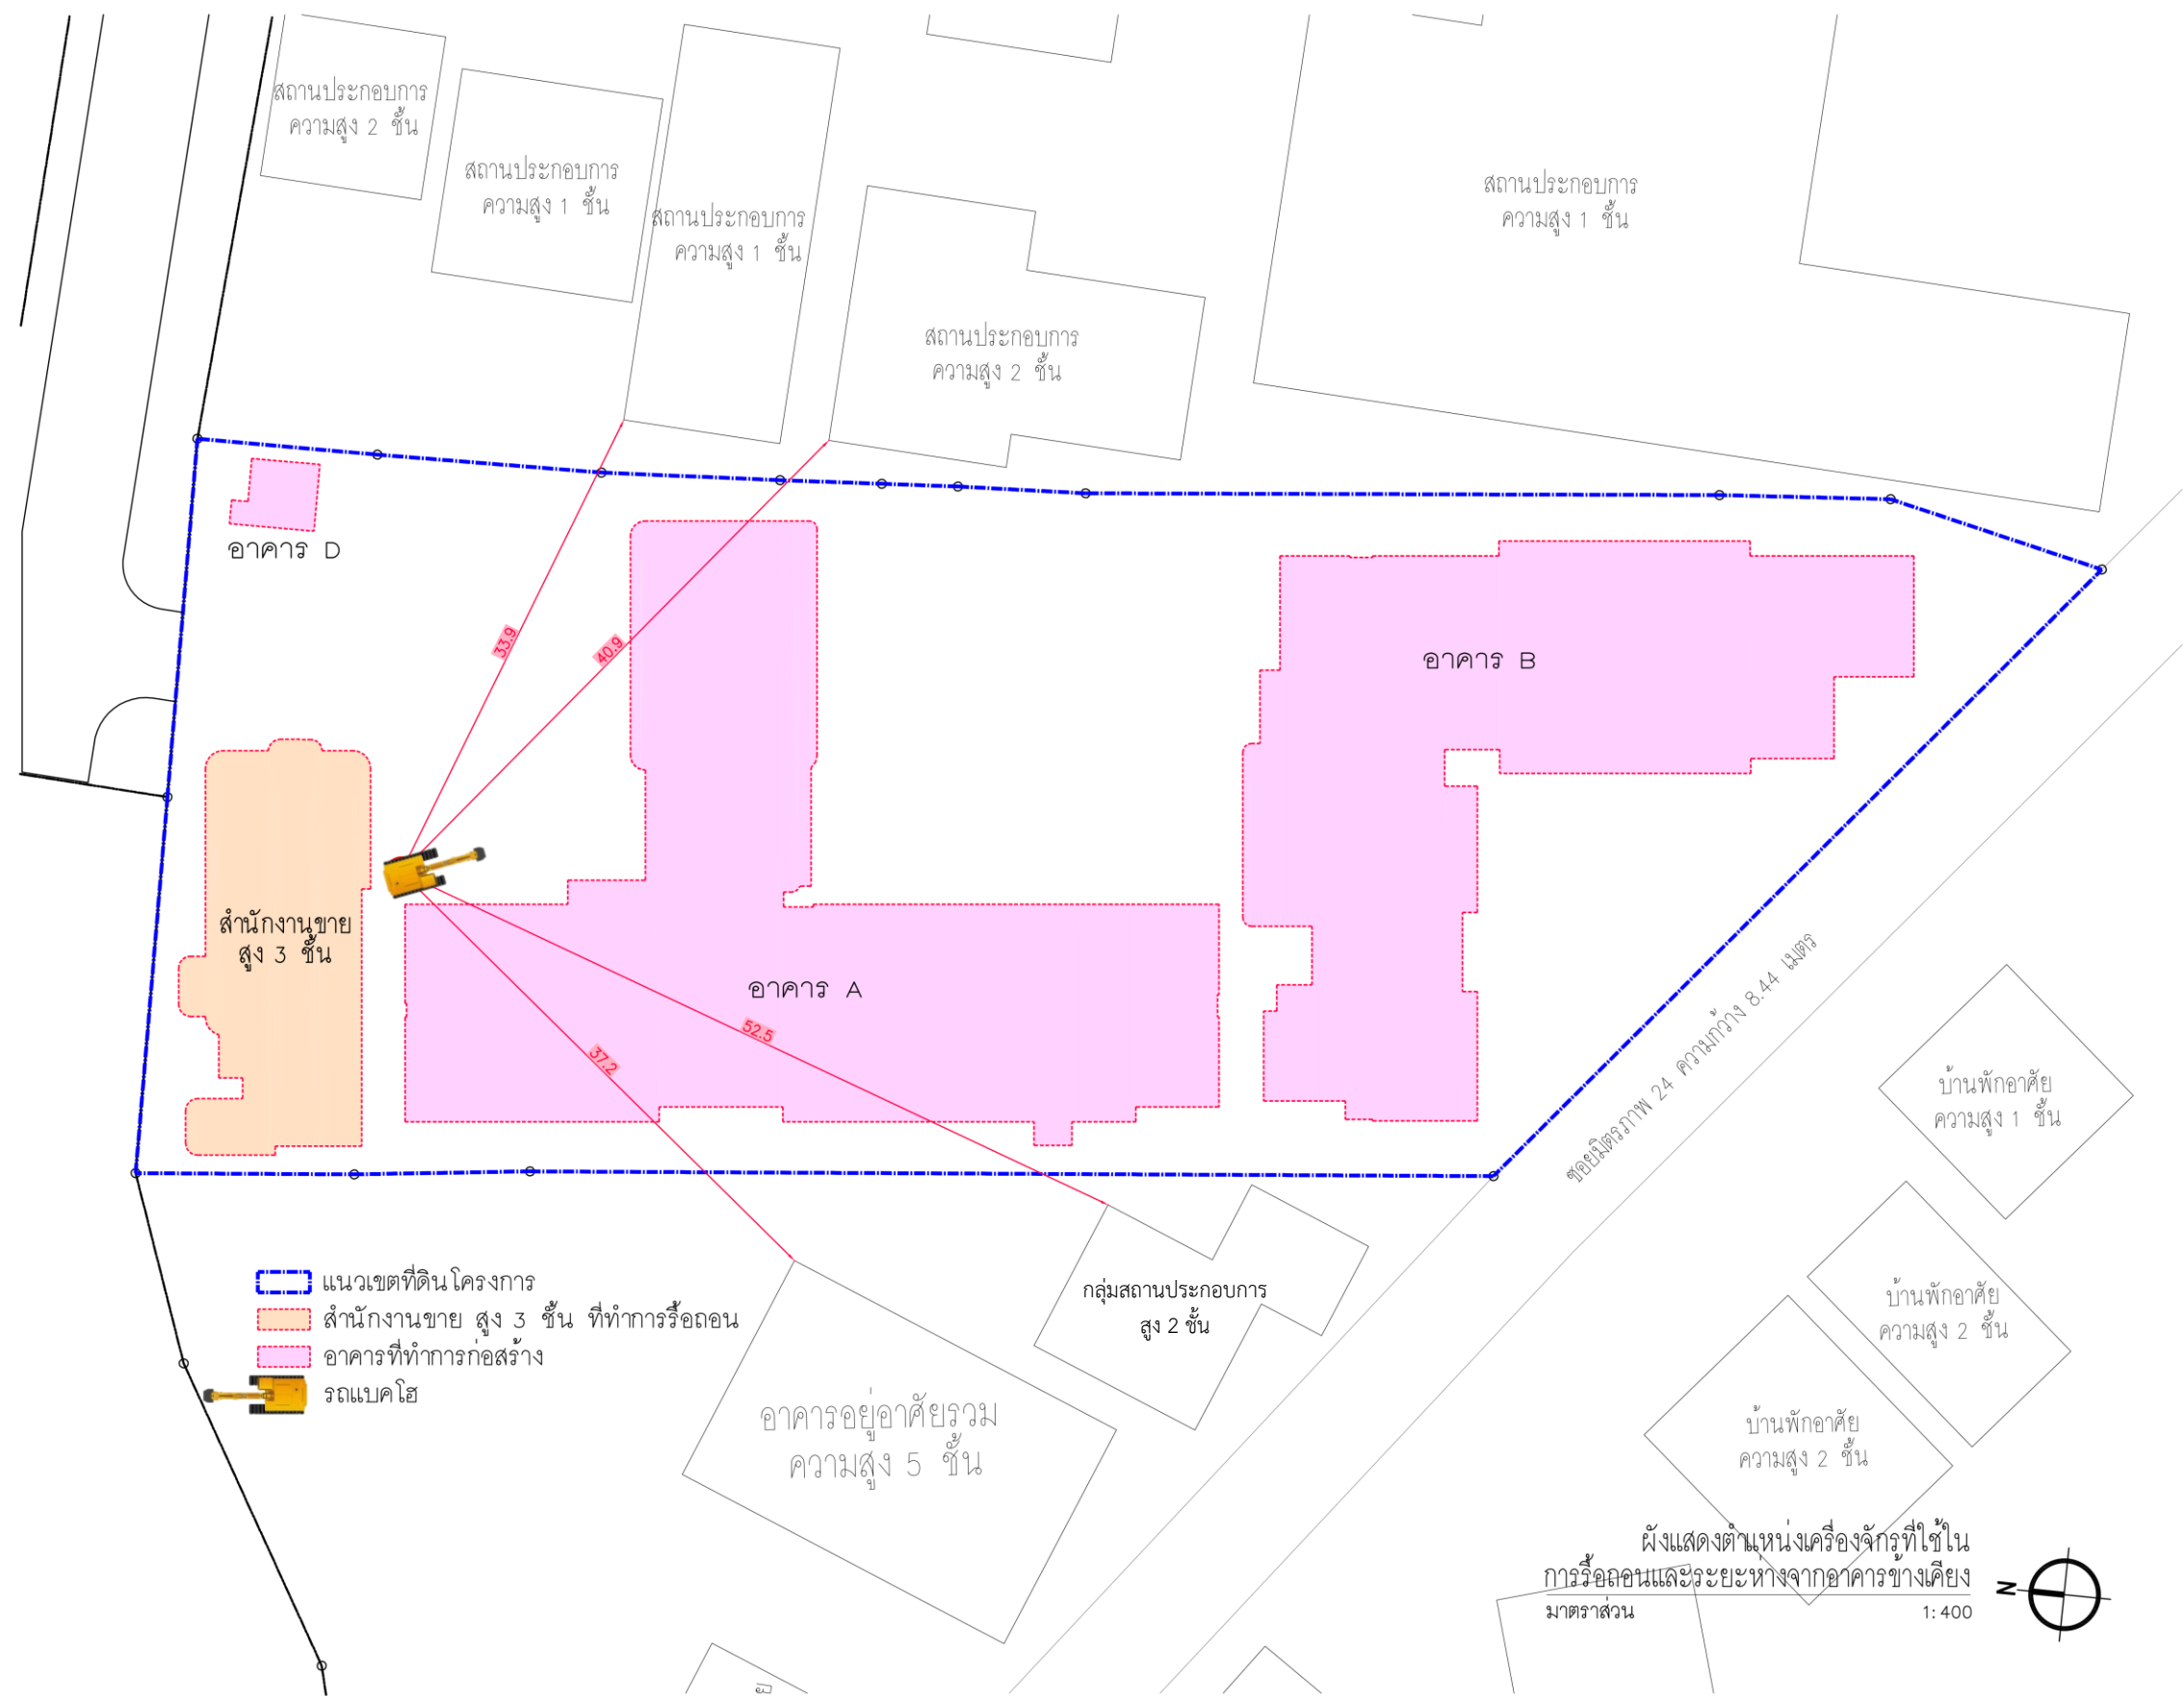 สถานประกอบการ
ความสูง 2 ชั้น
สถานประกอบการ
ความสูง 1 ชั้น
สถานประกอบการ
ความสูง 1 ชั้น
สถานประกอบการ
ความสูง 1 ชั้น
สถานประกอบการ
ความสูง 2 ชั้น
อาคาร D
33.9
40.9
อาคาร B
สำนักงานขาย
สูง 3 ชั้น
อาคาร A
52.5
37.2
ซอยมิตรภาพ 24 ความกว้าง 8.44 เมตร
บ้านพักอาศัย
ความสูง 1 ชั้น
แนวเขตที่ดินโครงการ
สำนักงานขาย สูง 3 ชั้น ที่ทำการรื้อถอน
อาคารที่ทำการก่อสร้าง
รถแบคโฮ
กลุ่มสถานประกอบการ
สูง 2 ชั้น
บ้านพักอาศัย
ความสูง 2 ชั้น
อาคารอยู่อาศัยรวม
ความสูง 5 ชั้น
บ้านพักอาศัย
ความสูง 2 ชั้น
ผังแสดงตำแหน่งเครื่องจักรที่ใช้ใน
การรื้อถอนและระยะห่างจากอาคารข้างเคียง
มาตราส่วน 1:400
N